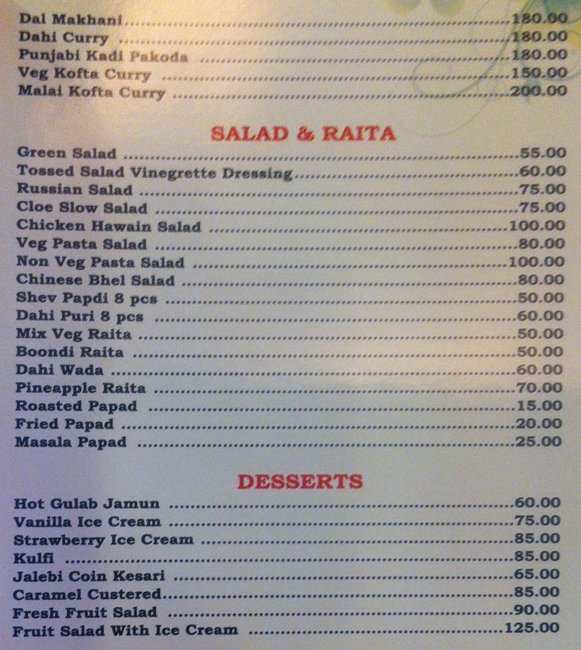 Dal Makhani..........180.00
Dahi Curry ..........180.00
Punjabi Kadi Pakoda ..........180.00
Veg Kofta Curry ..........150.00
Malai Kofta Curry ..........200.00
SALAD & RAITA
Green Salad ..........55.00
Tossed Salad Vinegrette Dressing..........60.00
Russian Salad ..........75.00
Cloe Slow Salad ..........75.00
Chicken Hawain Salad ..........100.00
Veg Pasta Salad ..........80.00
Non Veg Pasta Salad ..........100.00
Chinese Bhel Salad ..........80.00
Shev Papdi 8 pcs ..........50.00
Dahi Puri 8 pcs ..........60.00
Mix Veg Raita ..........50.00
Boondi Raita ..........50.00
Dahi Wada ..........60.00
Pineapple Raita ..........70.00
Roasted Papad ..........15.00
Fried Papad ..........20.00
Masala Papad ..........25.00
DESSERTS
Hot Gulab Jamun ..........60.00
Vanilla Ice Cream ..........75.00
Strawberry Ice Cream ..........85.00
Kulfi ..........85.00
Jalebi Coin Kesari ..........65.00
Caramel Custered..........85.00
Fresh Fruit Salad ..........90.00
Fruit Salad With Ice Cream ..........125.00